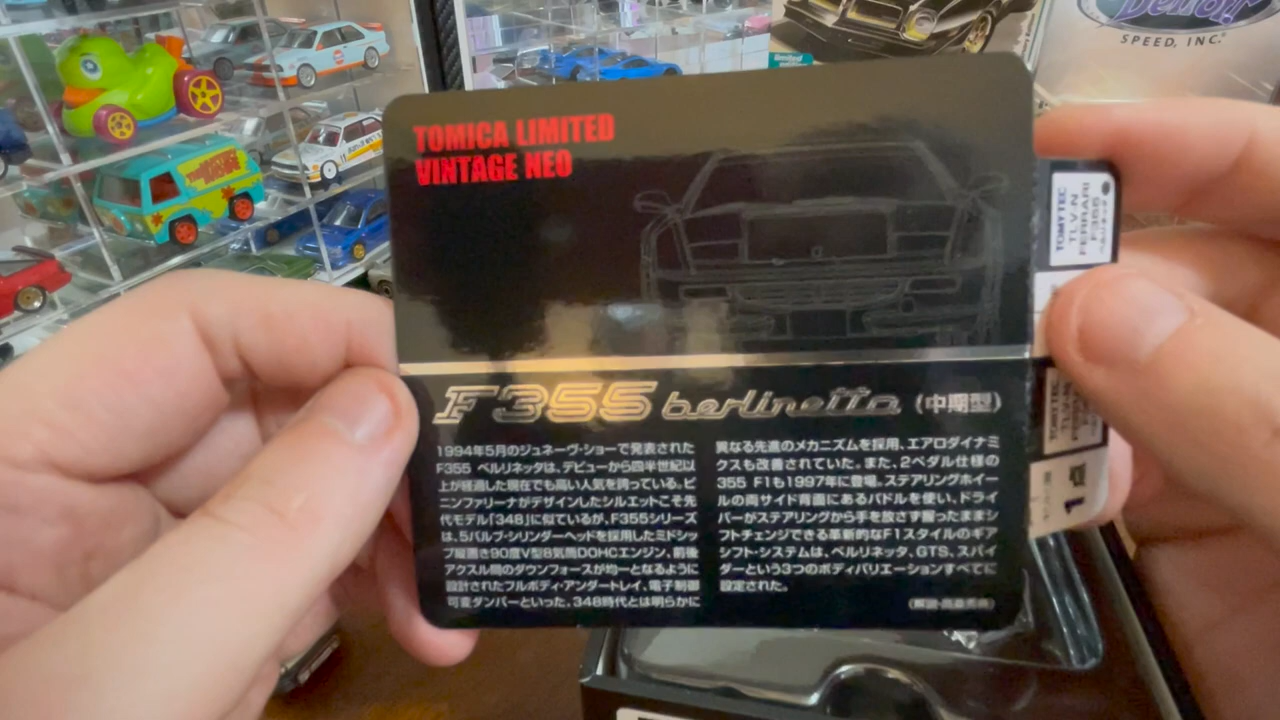 Detroit
SPEED, INC.
limited
TOMICA LIMITED
VINTAGE NEO
TOMYTEC
TLV-N
FERRARI
F355
F355 berlinetta (中期型)
1994年5月のジュネーヴ・ショーで発表された
F355 ベルリネッタは、デビューから四半世紀以
上が経過した現在でも高い人気を誇っている。ピ
ニンファリーナがデザインしたシルエットこそ先
代モデル「348」に似ているが、F355シリーズ
は、5バルブ・シリンダーヘッドを採用したミドシッ
プ縦置き90度V型8気筒DOHCエンジン、前後
アクスル間のダウンフォースが均一となるように
設計されたフルボディ・アンダートレイ、電子制御
可変ダンパーといった、348時代とは明らかに
異なる先進のメカニズムを採用、エアロダイナミ
クスも改善されていた。また、2ペダル仕様の
355 F1も1997年に登場。ステアリングホイー
ルの両サイド背面にあるパドルを使い、ドライ
バーがステアリングから手を放さず握ったままシ
フトチェンジできる革新的なF1スタイルのギア
シフト・システムは、ベルリネッタ、GTS、スパイ
ダーという3つのボディバリエーションすべてに
設定された。
1